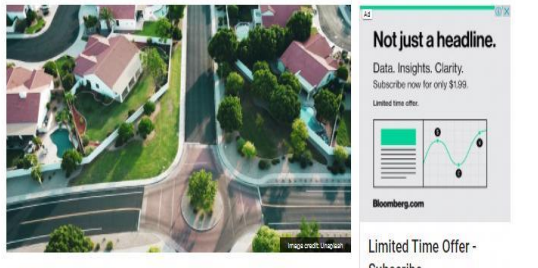 Image credit: Unsplash
Ad
Not just a headline.
Data. Insights. Clarity.
Subscribe now for only $1.99.
Limited time offer.
Bloomberg.com
Limited Time Offer -
Subscribe